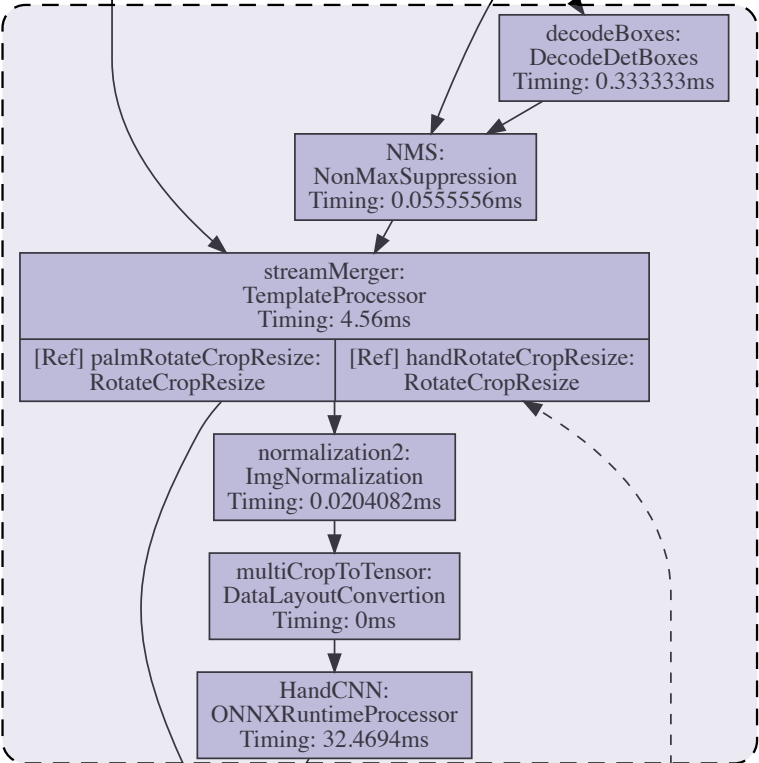 decodeBoxes:
DecodeDetBoxes
Timing: 0.333333ms
NMS:
NonMaxSuppression
Timing: 0.0555556ms
streamMerger:
TemplateProcessor
Timing: 4.56ms
[Ref] palmRotateCropResize:
RotateCropResize
[Ref] handRotateCropResize:
RotateCropResize
normalization2:
ImgNormalization
Timing: 0.0204082ms
multiCropToTensor:
DataLayoutConvertion
Timing: 0ms
HandCNN:
ONNXRuntimeProcessor
Timing: 32.4694ms